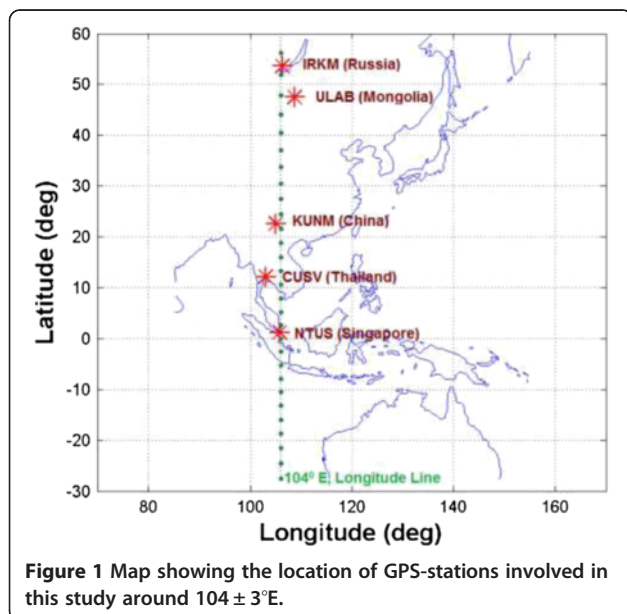 60
50
40
30
20
10
0
-10
-20
-30
Latitude (deg)
IRKM (Russia)
ULAB (Mongolia)
KUNM (China)
CUSV (Thailand)
NTUS (Singapore)
104⁰ E, Longitude Line
80 100 120 140 160
Longitude (deg)
Figure 1 Map showing the location of GPS-stations involved in
this study around 104 ± 3°E.